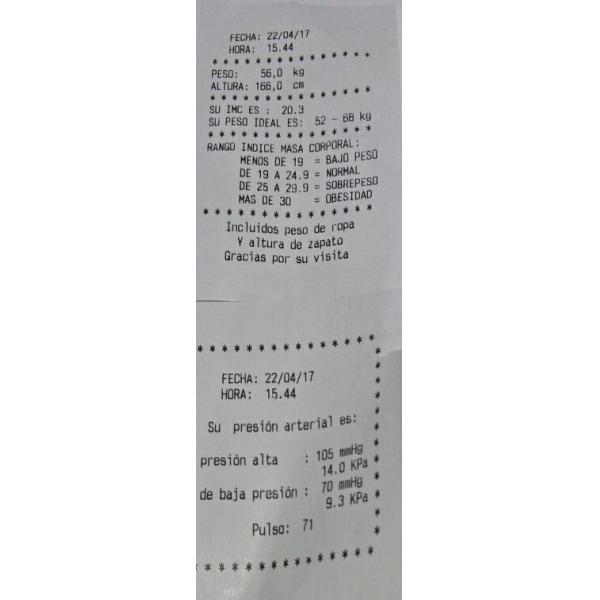 FECHA: 22/04/17
HORA: 15.44
* * * * * * * * * * * * * * *
PESO: 56,0 kg
ALTURA: 166,0 cm
* * * * * * * * * * * * * * *
SU IMC ES : 20.3
SU PESO IDEAL ES: 52 - 68 kg
* * * * * * * * * * * * * * *
RANGO INDICE MASA CORPORAL:
MENOS DE 19 = BAJO PESO
DE 19 A 24.9 = NORMAL
DE 25 A 29.9 = SOBREPESO
MAS DE 30 = OBESIDAD
* * * * * * * * * * * * * * *
Incluidos peso de ropa
Y altura de zapato
Gracias por su visita
* * * * * * * * * * * * * * *
FECHA: 22/04/17
HORA: 15.44
Su presión arterial es:
presión alta : 105 mmHg
14.0 KPa
de baja presión : 70 mmHg
9.3 KPa
Pulso: 71
* * * * * * * * * * * * * * *